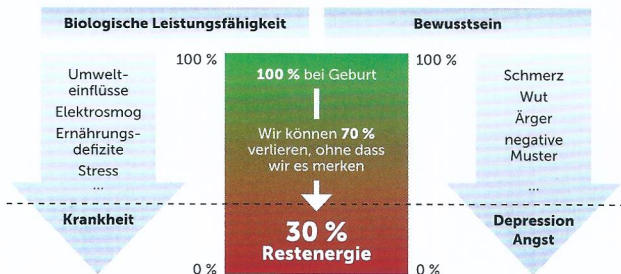 Biologische Leistungsfähigkeit
Bewusstsein
Umwelt-
einflüsse
Elektrosmog
Ernährungs-
defizite
Stress
...
Krankheit
100 %
0 %
100 % bei Geburt
Wir können 70 %
verlieren, ohne dass
wir es merken
30 %
Restenergie
100 %
0 %
Schmerz
Wut
Ärger
negative
Muster
...
Depression
Angst